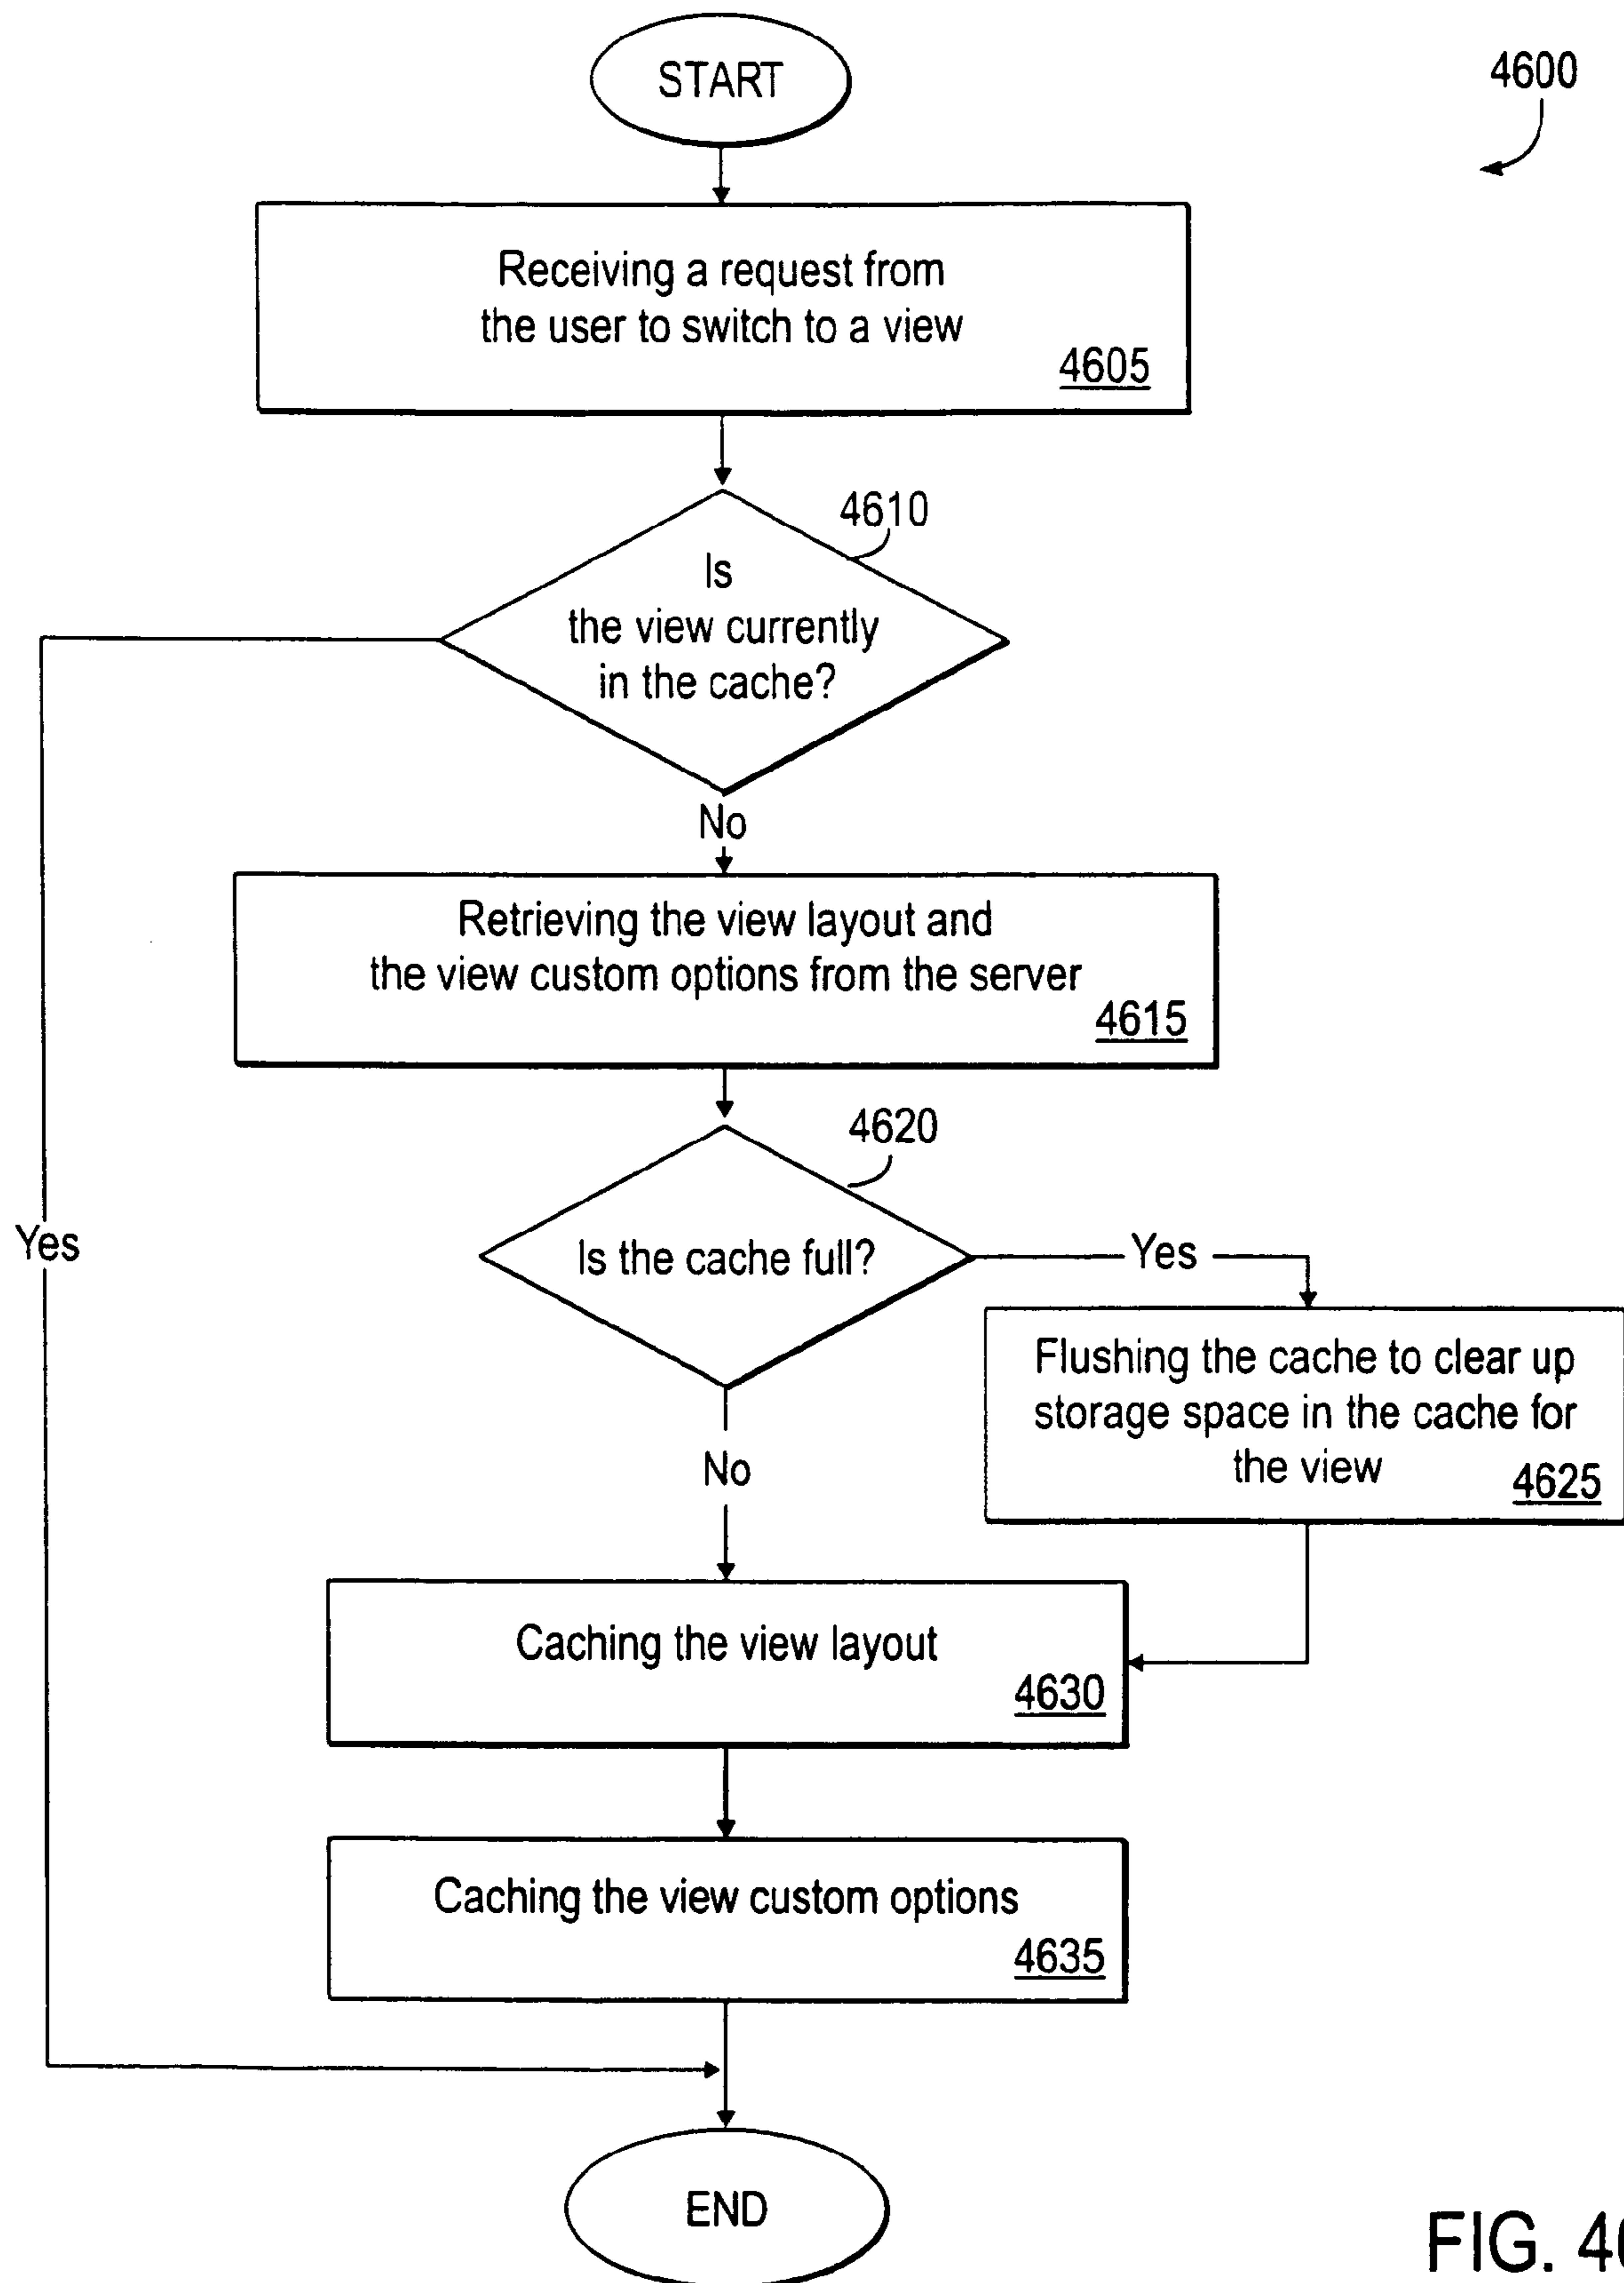 START
4600
Receiving a request from
the user to switch to a view
4605
4610
Is
the view currently
in the cache?
No
Retrieving the view layout and
the view custom options from the server
4615
4620
Yes
Is the cache full?
Yes
Flushing the cache to clear up
storage space in the cache for
the view
4625
No
Caching the view layout
4630
Caching the view custom options
4635
END
FIG.